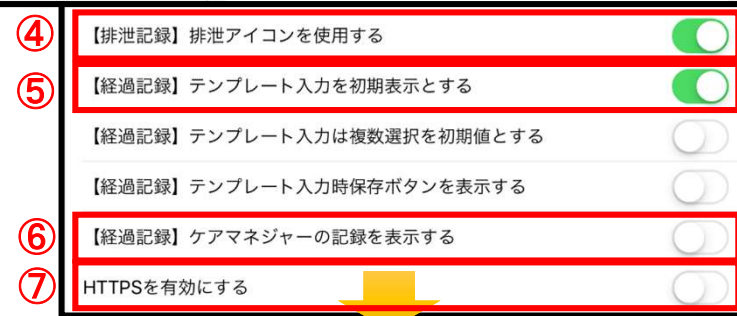 ④ 【排泄記録】排泄アイコンを使用する
⑤ 【経過記録】テンプレート入力を初期表示とする
【経過記録】テンプレート入力は複数選択を初期値とする
【経過記録】テンプレート入力時保存ボタンを表示する
⑥ 【経過記録】ケアマネジャーの記録を表示する
⑦ HTTPSを有効にする